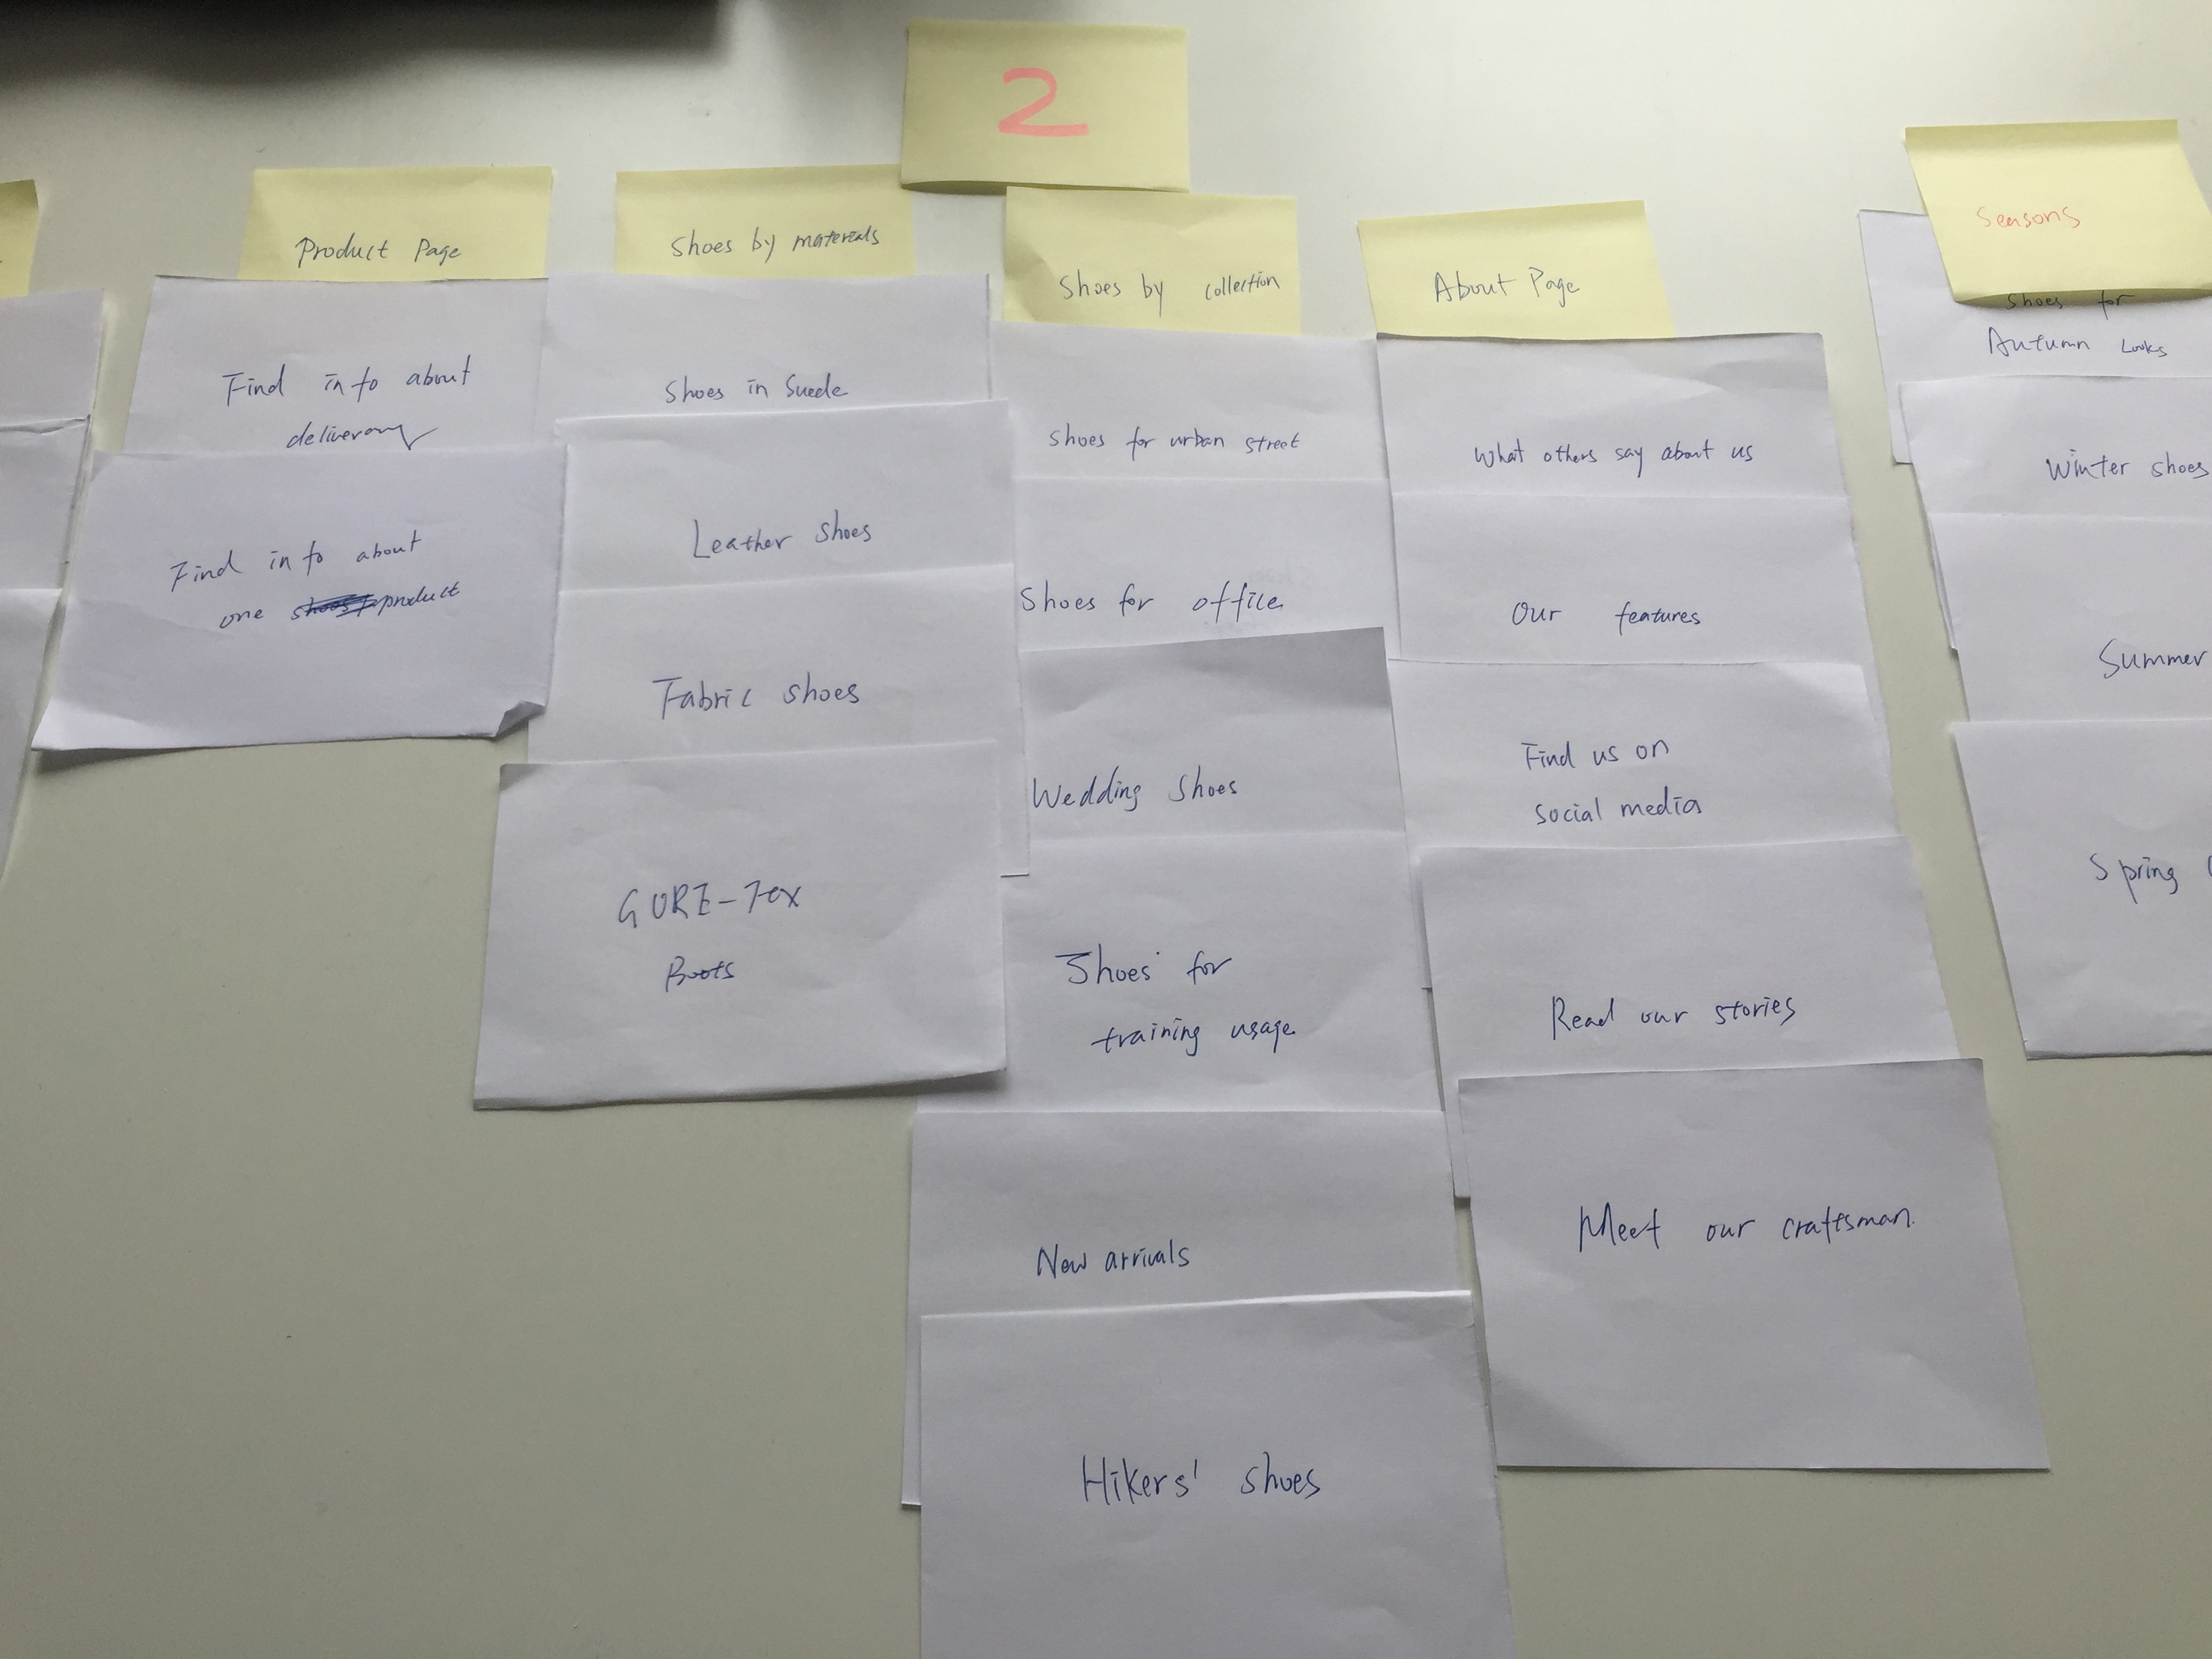 2
Product Page
Find info about
delivery
Find info about
one product
Shoes by materials
Shoes in Suede
Leather Shoes
Fabric shoes
GORE-Tex
Boots
Shoes by collection
Shoes for urban street
Shoes for office
Wedding Shoes
Shoes for
training usage
New arrivals
Hikers' shoes
About Page
What others say about us
Our features
Find us on
social media
Read our stories
Meet our craftsman.
Seasons
Shoes for
Autumn Looks
Winter shoes
Summer
Spring